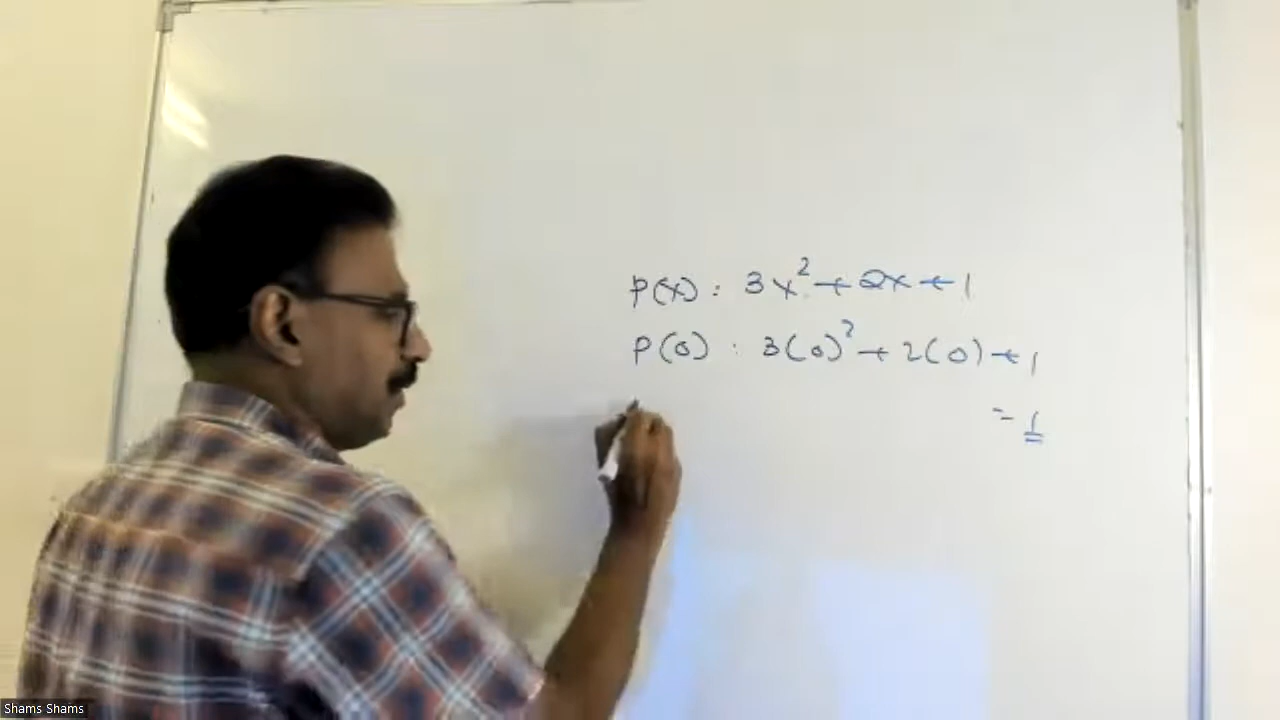 P(x) : 3x² + 2x + 1
P(0) : 3(0)² + 2(0) + 1
= 1
Shams Shams